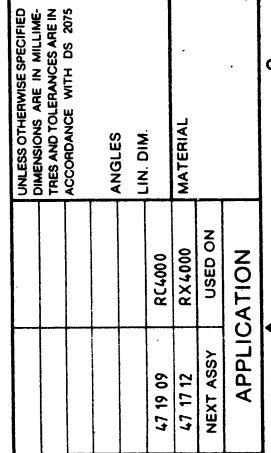 UNLESS OTHERWISE SPECIFIED
DIMENSIONS ARE IN MILLIME-
TRES AND TOLERANCES ARE IN
ACCORDANCE WITH DS 2075
ANGLES
LIN. DIM.
MATERIAL
47 19 09 RC4000
47 17 12 RX4000
NEXT ASSY USED ON
APPLICATION